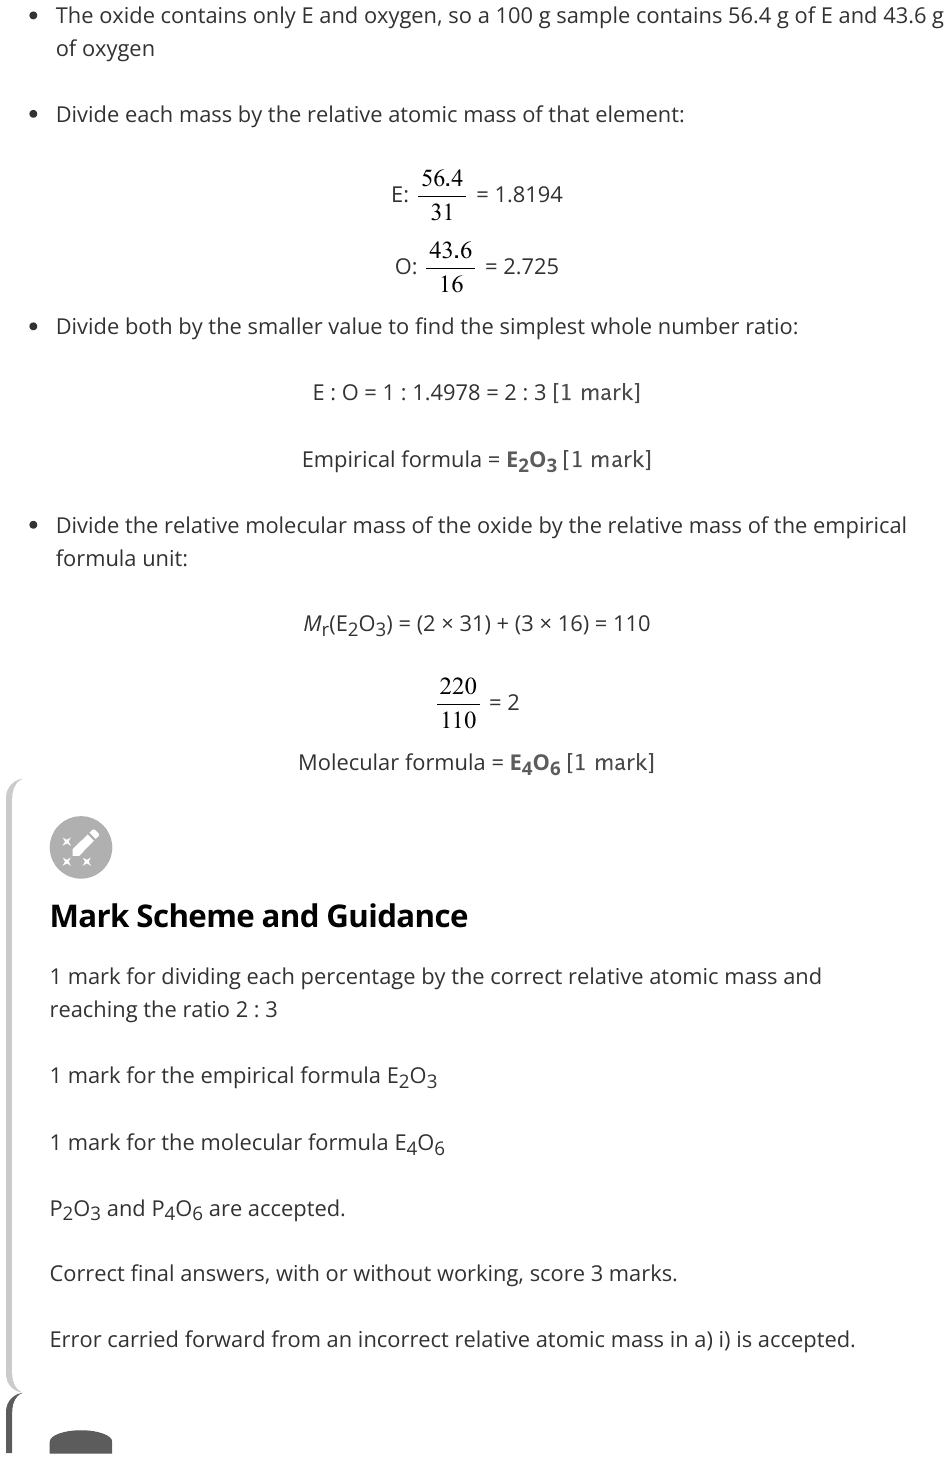 • The oxide contains only E and oxygen, so a 100 g sample contains 56.4 g of E and 43.6 g
of oxygen
• Divide each mass by the relative atomic mass of that element:
E: 56.4/31 = 1.8194
O: 43.6/16 = 2.725
• Divide both by the smaller value to find the simplest whole number ratio:
E : O = 1 : 1.4978 = 2 : 3 [1 mark]
Empirical formula = E₂O₃ [1 mark]
• Divide the relative molecular mass of the oxide by the relative mass of the empirical
formula unit:
Mᵣ(E₂O₃) = (2 × 31) + (3 × 16) = 110
220/110 = 2
Molecular formula = E₄O₆ [1 mark]
Mark Scheme and Guidance
1 mark for dividing each percentage by the correct relative atomic mass and
reaching the ratio 2 : 3
1 mark for the empirical formula E₂O₃
1 mark for the molecular formula E₄O₆
P₂O₃ and P₄O₆ are accepted.
Correct final answers, with or without working, score 3 marks.
Error carried forward from an incorrect relative atomic mass in a) i) is accepted.